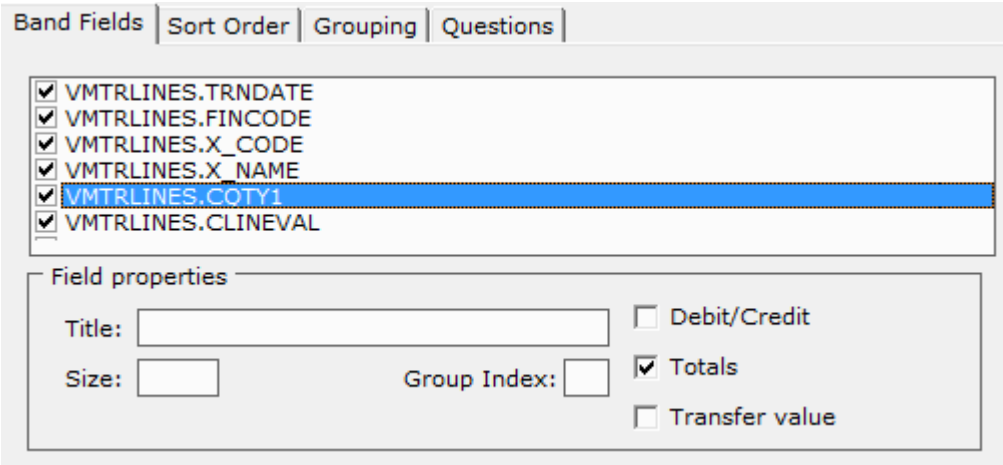 Band Fields Sort Order Grouping Questions
VMTRLINES.TRNDATE
VMTRLINES.FINCODE
VMTRLINES.X_CODE
VMTRLINES.X_NAME
VMTRLINES.CQTY1
VMTRLINES.CLINEVAL
Field properties
Title: Debit/Credit
Size: Group Index: Totals
Transfer value